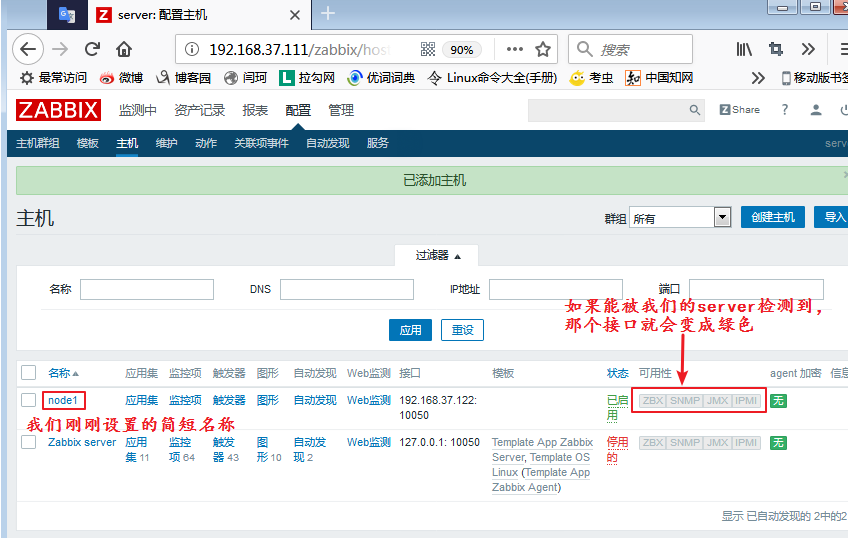 server: 配置主机
192.168.37.111/zabbix/hos
90%
搜索
最常访问 微博 博客园 闫珂 拉勾网 优词词典 Linux命令大全(手册) 考虫 中国知网 移动版书签
ZABBIX 监测中 资产记录 报表 配置 管理 Share ?
主机群组 模板 主机 维护 动作 关联项事件 自动发现 服务 serv
已添加主机
主机 群组 所有 创建主机 导入
过滤器
名称 DNS IP地址 端口
如果能被我们的server检测到，
那个接口就会变成绿色
应用 重设
名称 应用集 监控项 触发器 图形 自动发现 Web监测 接口 模板 状态 可用性 agent 加密 信息
node1 应用集 监控项 触发器 图形 自动发现 Web监测 192.168.37.122: 已启 ZBX SNMP JMX IPMI 无
10050 用
我们刚刚设置的简短名称
Zabbix server 应用 监控 触发 图 自动发 Web监测 127.0.0.1: 10050 Template App Zabbix 停用 ZBX SNMP JMX IPMI 无
集 11 项 64 器 43 形 10 现 2 Server, Template OS 的
Linux (Template App
Zabbix Agent)
显示 已自动发现的 2中的2